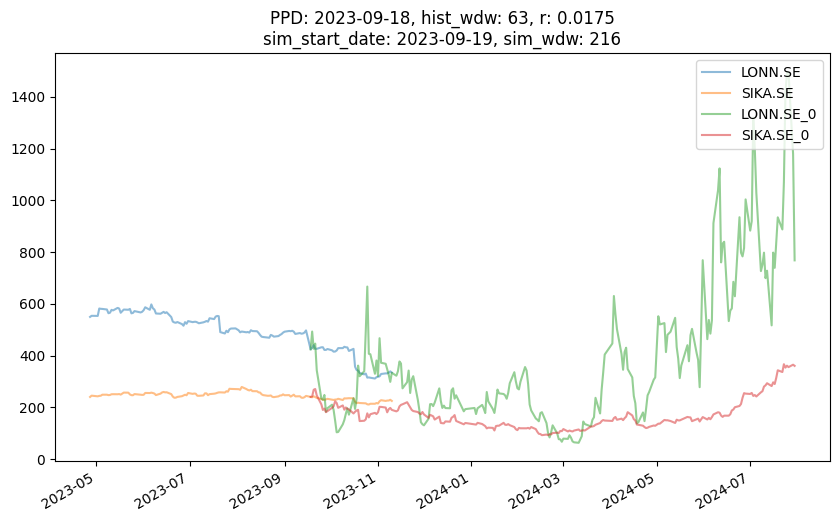 PPD: 2023-09-18, hist_wdw: 63, r: 0.0175
sim_start_date: 2023-09-19, sim_wdw: 216
LONN.SE
SIKA.SE
LONN.SE_0
SIKA.SE_0
1400
1200
1000
800
600
400
200
0
2023-05
2023-07
2023-09
2023-11
2024-01
2024-03
2024-05
2024-07